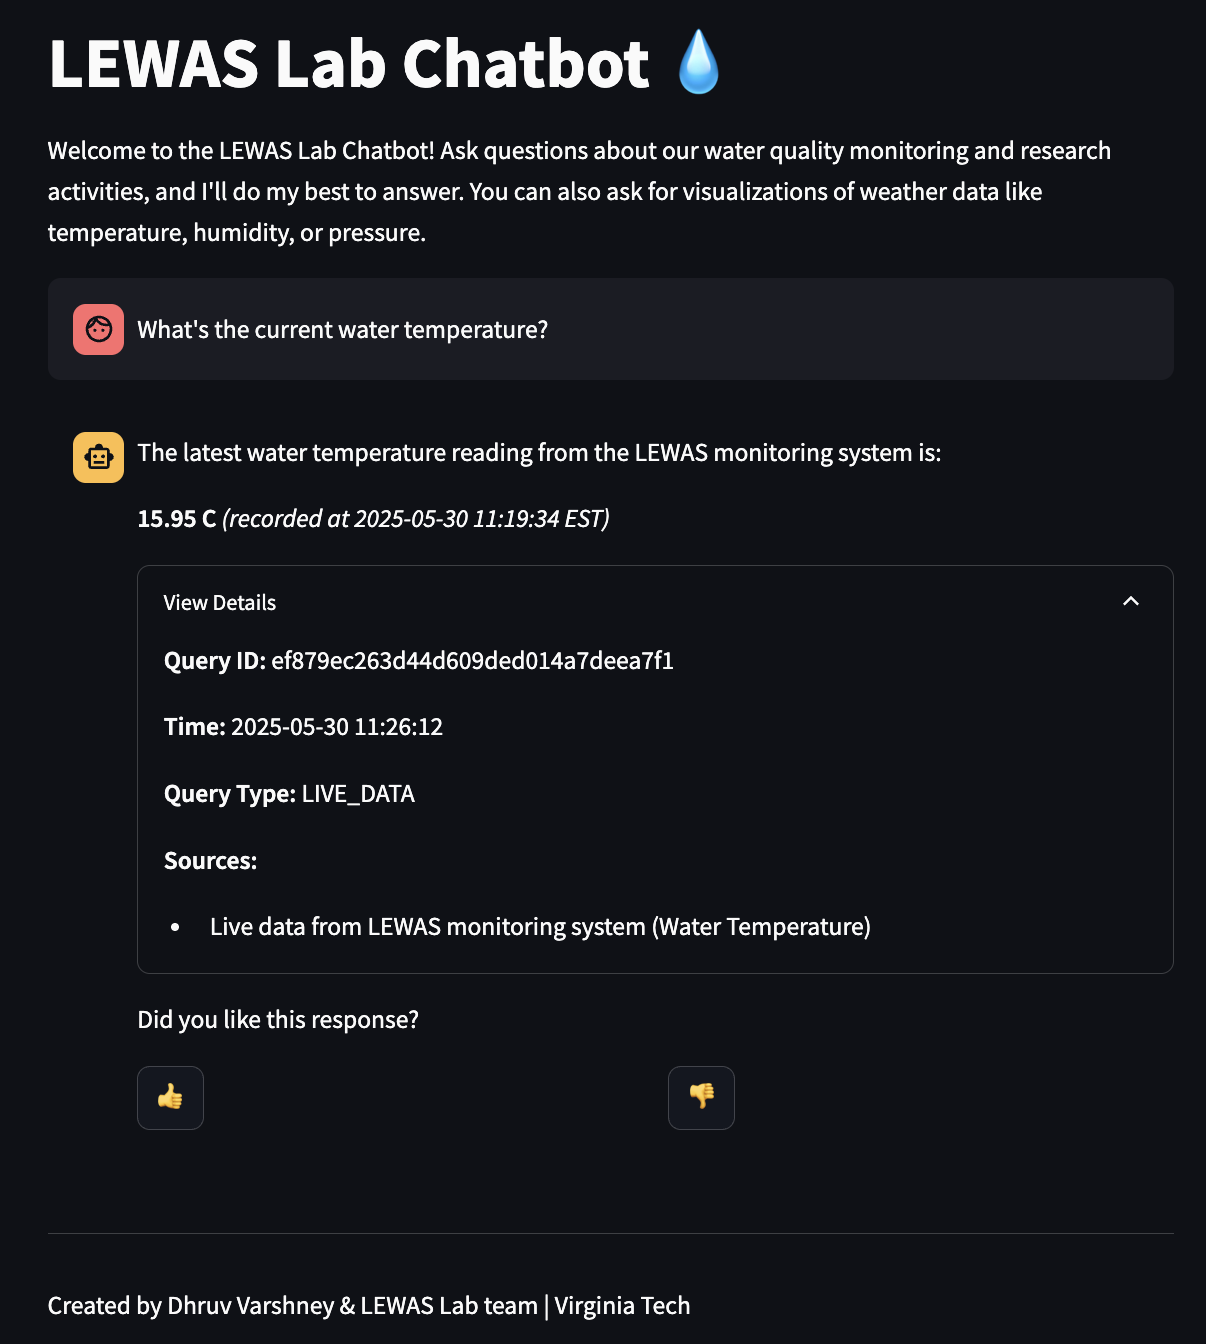 LEWAS Lab Chatbot 💧
Welcome to the LEWAS Lab Chatbot! Ask questions about our water quality monitoring and research
activities, and I'll do my best to answer. You can also ask for visualizations of weather data like
temperature, humidity, or pressure.
What's the current water temperature?
The latest water temperature reading from the LEWAS monitoring system is:
15.95 C (recorded at 2025-05-30 11:19:34 EST)
View Details
Query ID: ef879ec263d44d609ded014a7deea7f1
Time: 2025-05-30 11:26:12
Query Type: LIVE_DATA
Sources:
• Live data from LEWAS monitoring system (Water Temperature)
Did you like this response?
👍 👎
Created by Dhruv Varshney & LEWAS Lab team | Virginia Tech